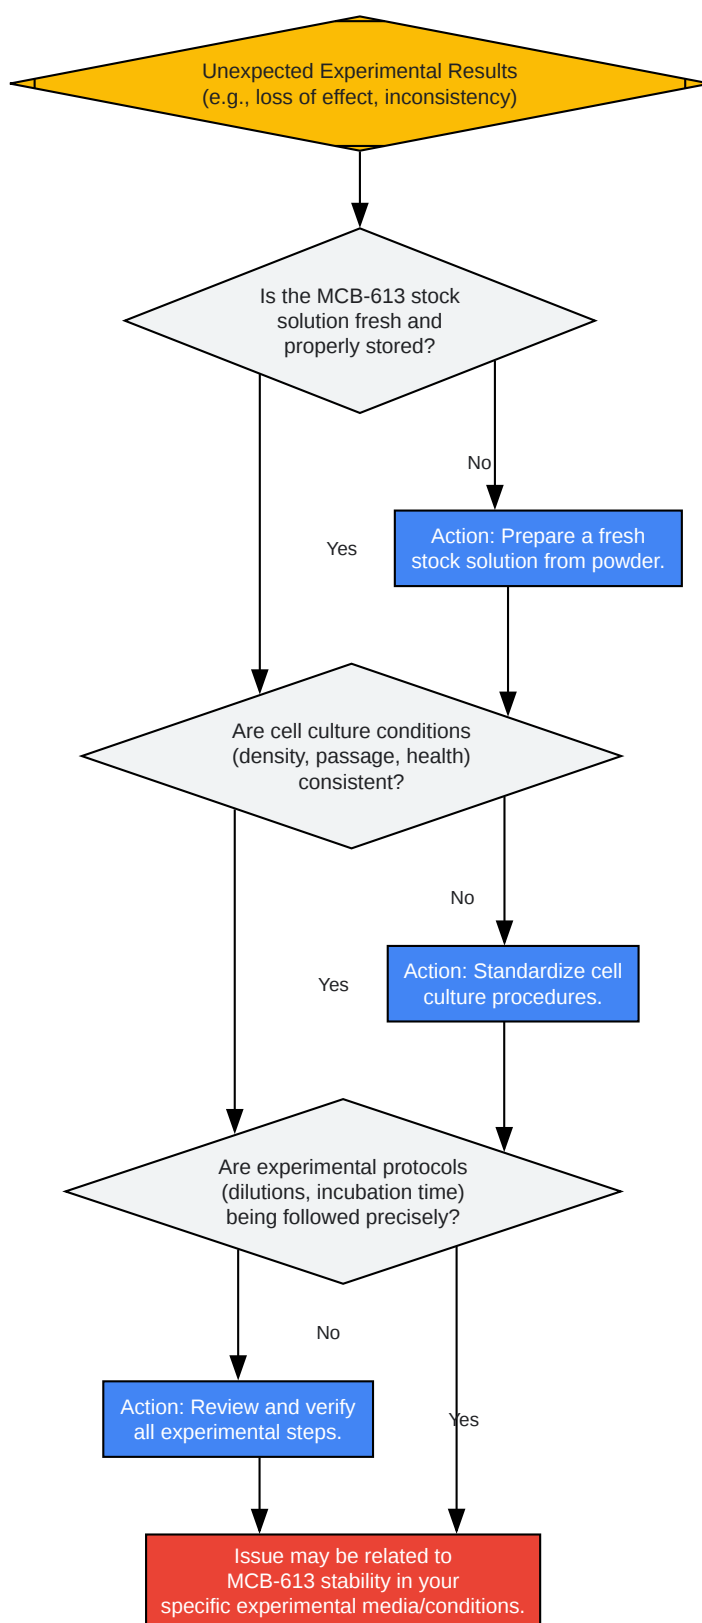 Unexpected Experimental Results
(e.g., loss of effect, inconsistency)
Is the MCB-613 stock
solution fresh and
properly stored?
No
Yes
Action: Prepare a fresh
stock solution from powder.
Are cell culture conditions
(density, passage, health)
consistent?
No
Yes
Action: Standardize cell
culture procedures.
Are experimental protocols
(dilutions, incubation time)
being followed precisely?
No
Action: Review and verify
all experimental steps.
Yes
Issue may be related to
MCB-613 stability in your
specific experimental media/conditions.